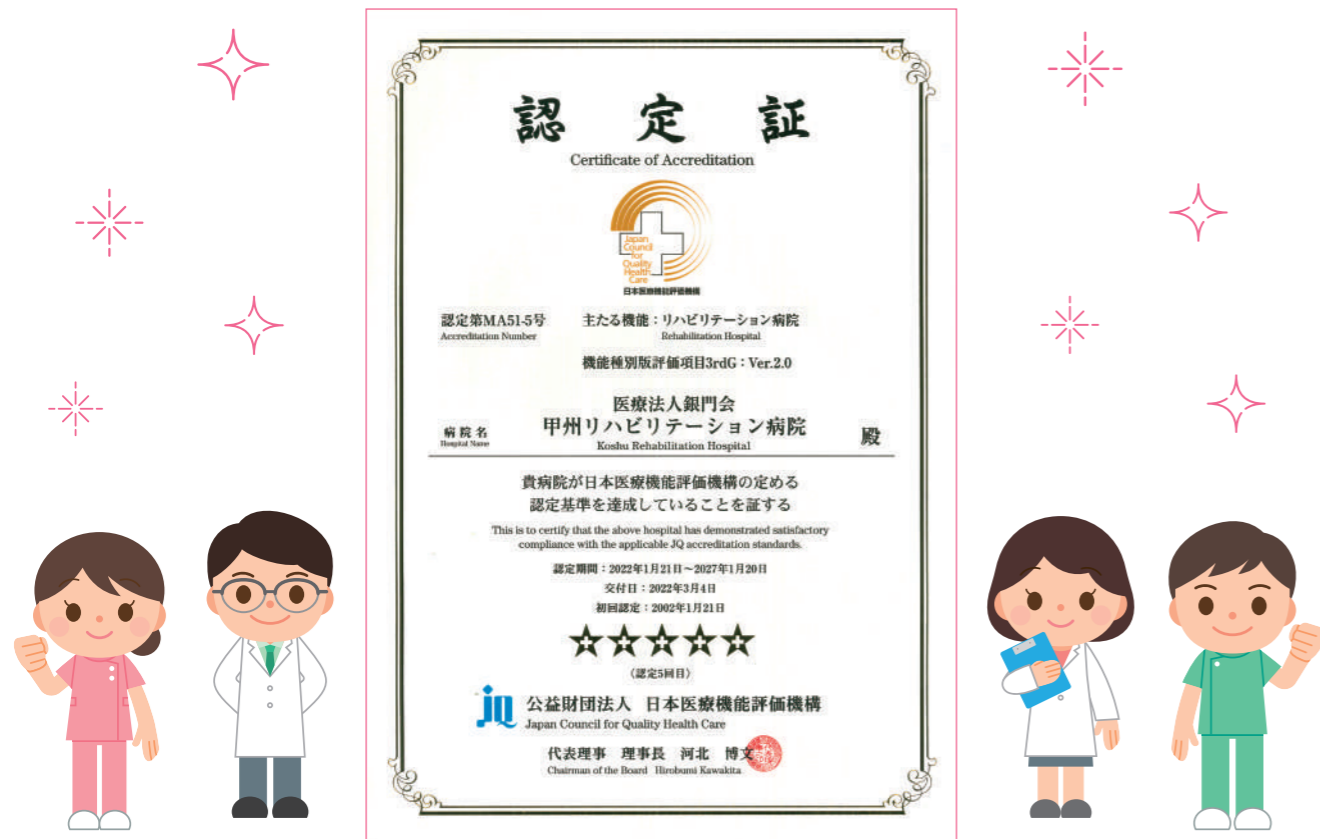 認定証
Certificate of Accreditation
Japan
Council
for
Quality
Health
Care
日本医療機能評価機構
認定第MA51-5号
Accreditation Number
主たる機能：リハビリテーション病院
Rehabilitation Hospital
機能種別版評価項目3rdG：Ver.2.0
医療法人銀門会
病院名
Hospital Name
甲州リハビリテーション病院
殿
Koshu Rehabilitation Hospital
貴病院が日本医療機能評価機構の定める
認定基準を達成していることを証する
This is to certify that the above hospital has demonstrated satisfactory
compliance with the applicable JQ accreditation standards.
認定期間：2022年1月21日～2027年1月20日
交付日：2022年3月4日
初回認定：2002年1月21日
（認定5回目）
JQ
公益財団法人 日本医療機能評価機構
Japan Council for Quality Health Care
代表理事 理事長 河北 博文
Chairman of the Board Hirobumi Kawakita